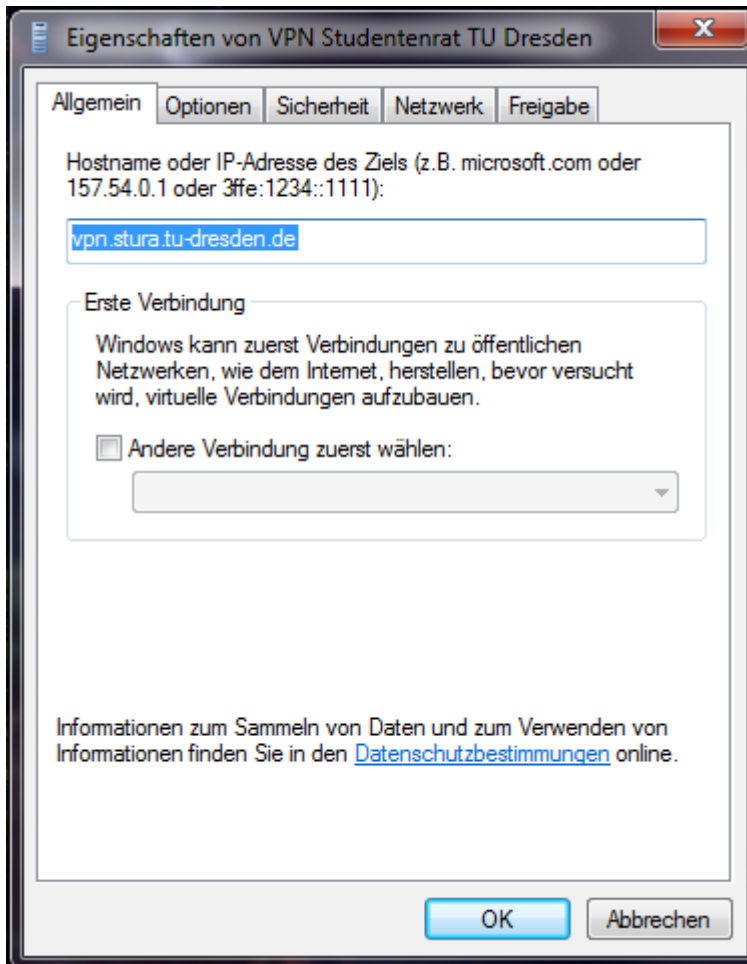 Eigenschaften von VPN Studentenrat TU Dresden
Allgemein Optionen Sicherheit Netzwerk Freigabe
Hostname oder IP-Adresse des Ziels (z.B. microsoft.com oder
157.54.0.1 oder 3ffe:1234::1111):
vpn.stura.tu-dresden.de
Erste Verbindung
Windows kann zuerst Verbindungen zu öffentlichen
Netzwerken, wie dem Internet, herstellen, bevor versucht
wird, virtuelle Verbindungen aufzubauen.
Andere Verbindung zuerst wählen:
Informationen zum Sammeln von Daten und zum Verwenden von
Informationen finden Sie in den Datenschutzbestimmungen online.
OK Abbrechen